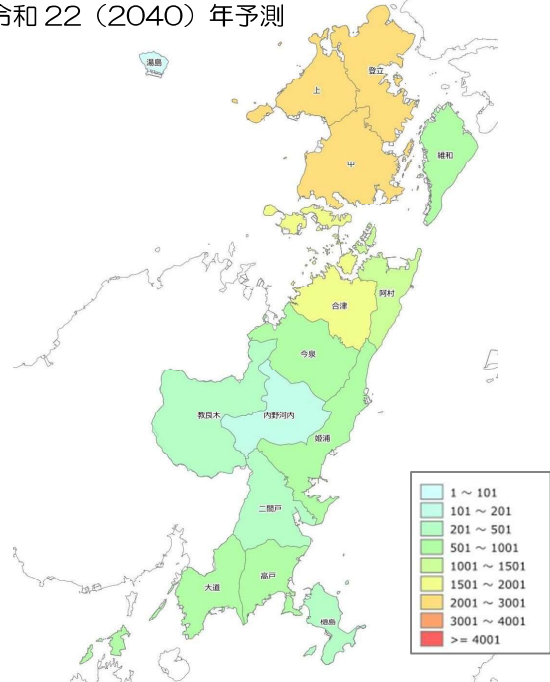 令和 22（2040）年予測
湯島
登立
上
維和
中
阿村
合津
今泉
教良木
内野河内
姫浦
二間戸
高戸
大道
樋島
1 ～ 101
101 ～ 201
201 ～ 501
501 ～ 1001
1001 ～ 1501
1501 ～ 2001
2001 ～ 3001
3001 ～ 4001
>= 4001